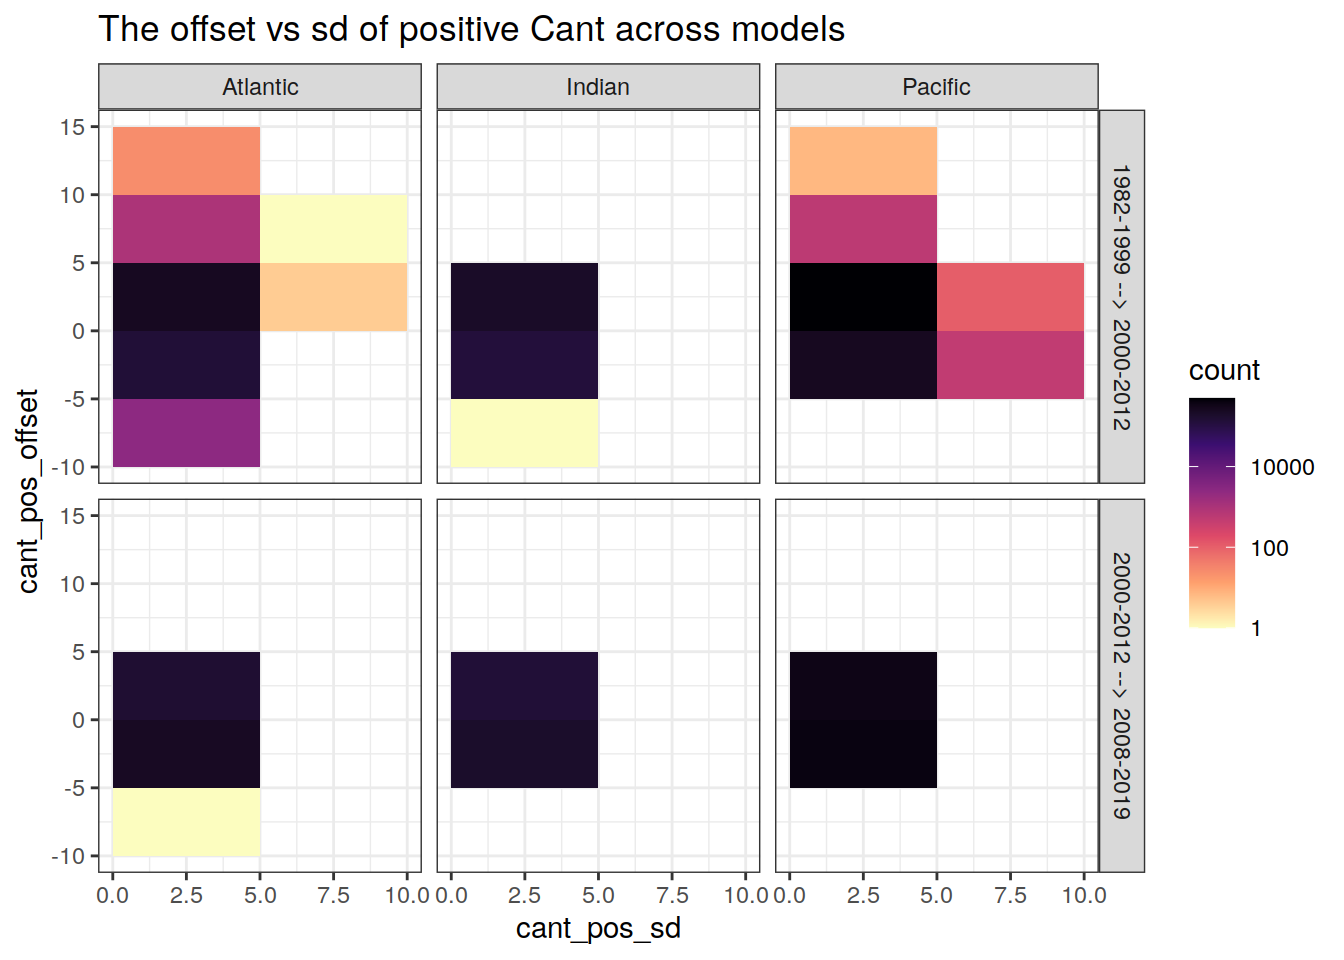 The offset vs sd of positive Cant across models
Atlantic
Indian
Pacific
15
10
5
0
-5
-10
1982-1999 --> 2000-2012
15
10
5
0
-5
-10
2000-2012 --> 2008-2019
0.0 2.5 5.0 7.5 10.0
0.0 2.5 5.0 7.5 10.0
0.0 2.5 5.0 7.5 10.0
cant_pos_sd
cant_pos_offset
count
10000
100
1